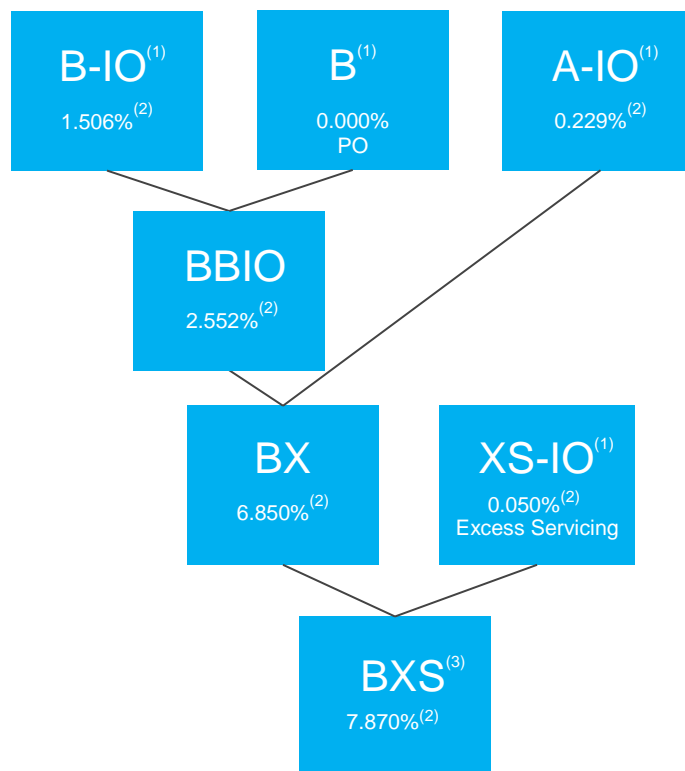 B-IO(1)
1.506%(2)
B(1)
0.000%
PO
A-IO(1)
0.229%(2)
BBIO
2.552%(2)
BX
6.850%(2)
XS-IO(1)
0.050%(2)
Excess Servicing
BXS(3)
7.870%(2)